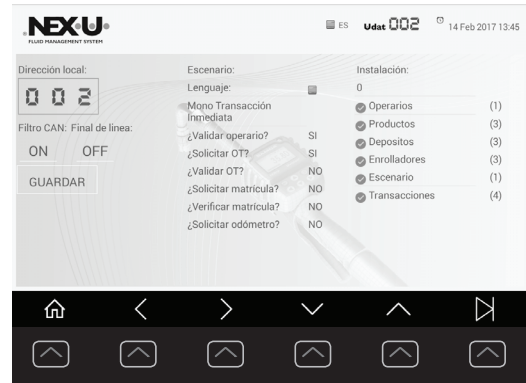 NEX·U·
FLUID MANAGEMENT SYSTEM
ES
Udat 002
14 Feb 2017 13:45
Dirección local:
002
Filtro CAN: Final de linea:
ON OFF
GUARDAR
Escenario:
Lenguaje:
Mono Transacción
Inmediata
¿Validar operario? SI
¿Solicitar OT? SI
¿Validar OT? NO
¿Solicitar matrícula? NO
¿Verificar matrícula? NO
¿Solicitar odómetro? NO
Instalación:
0
Operarios (1)
Productos (3)
Depositos (3)
Enrolladores (3)
Escenario (1)
Transacciones (4)